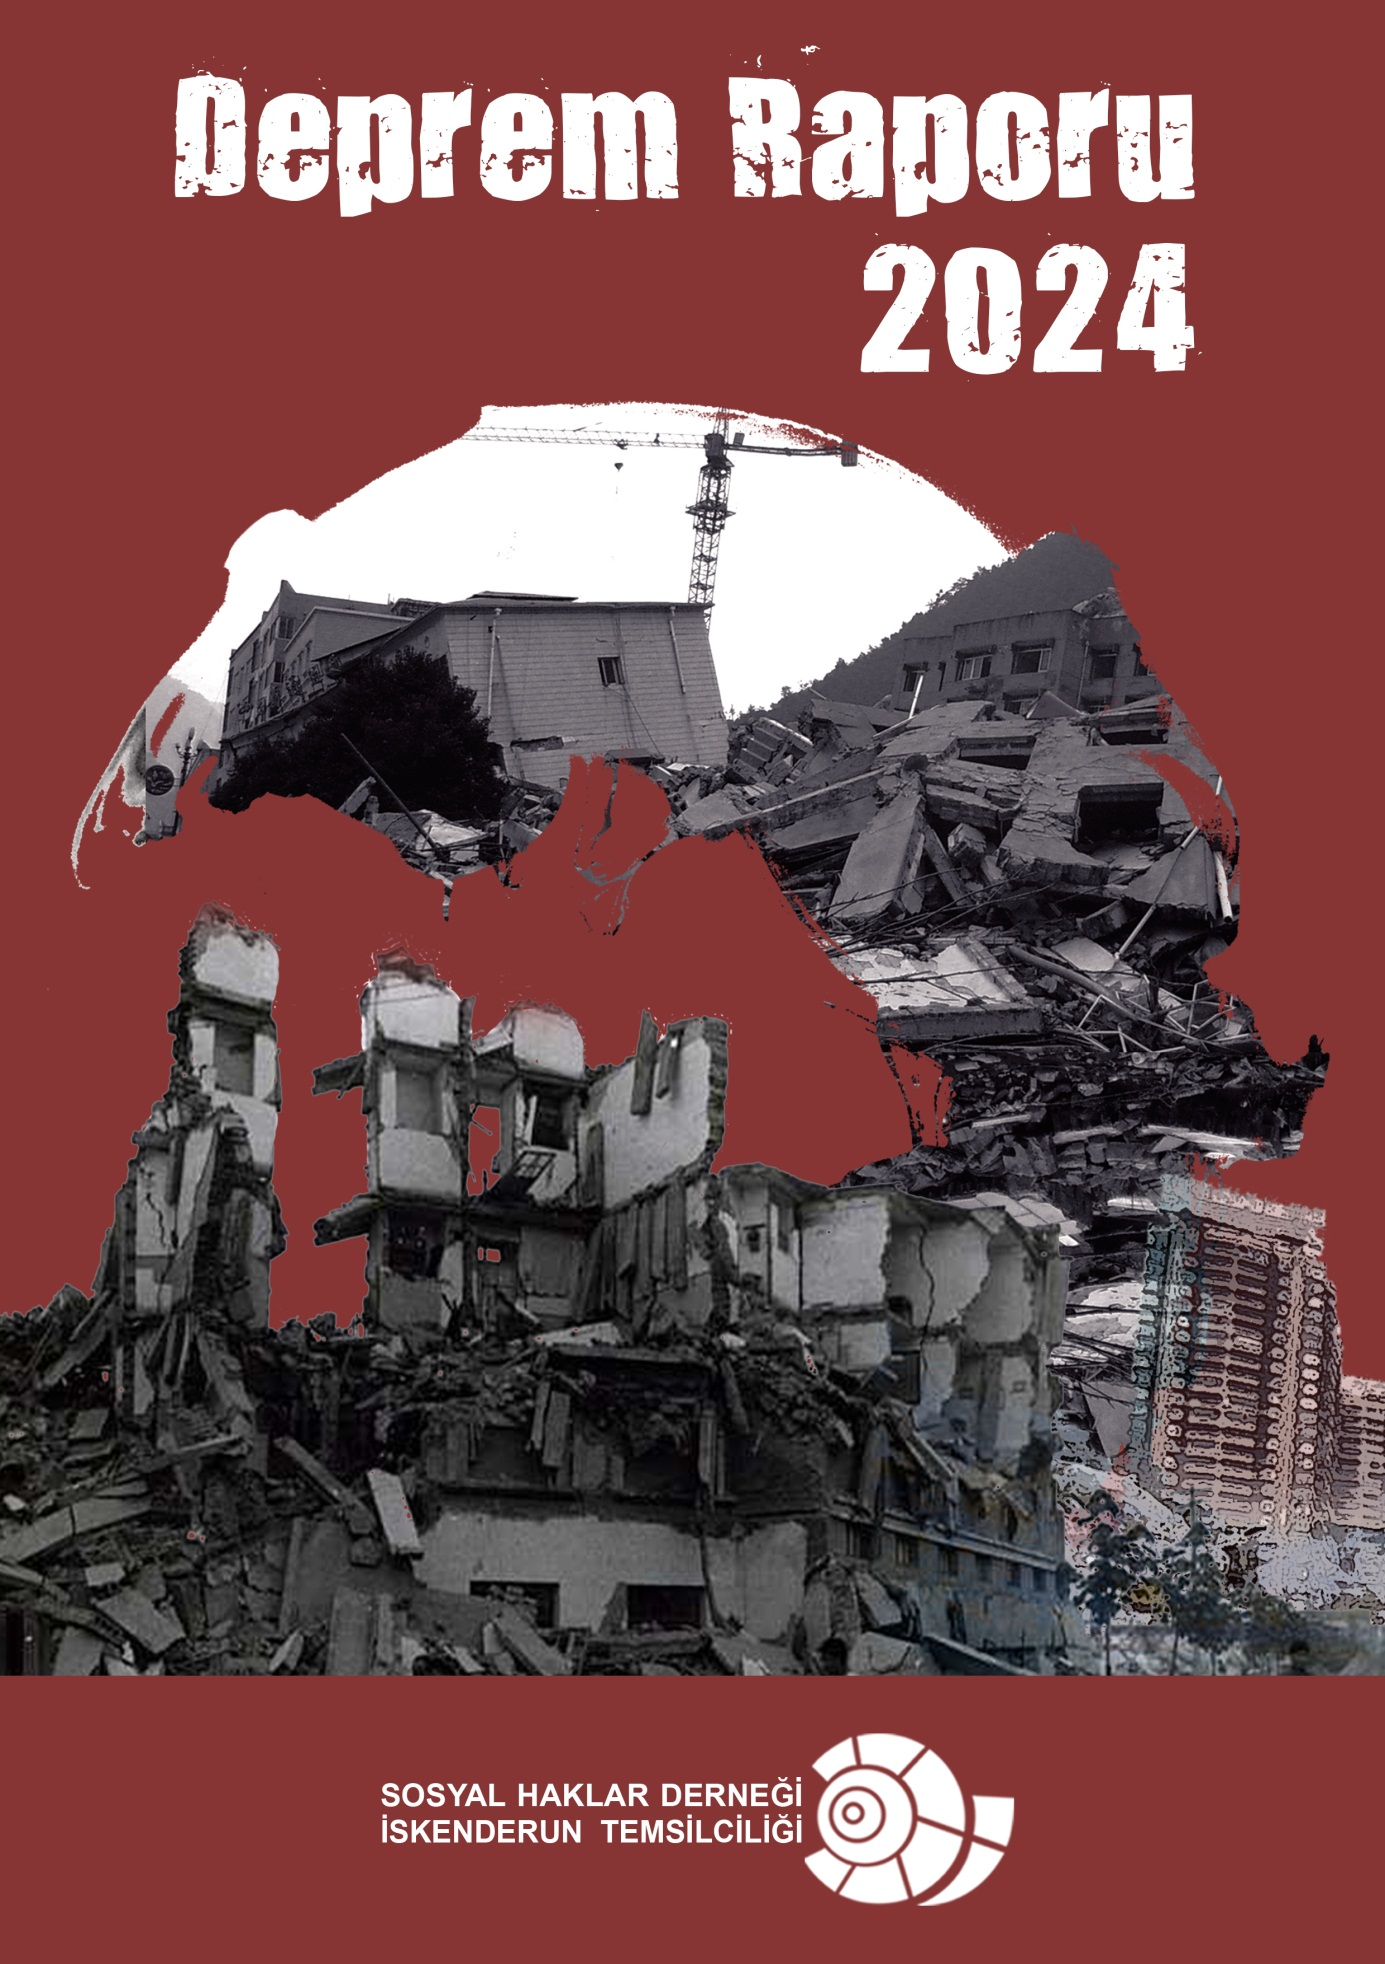 Deprem Raporu
2024
SOSYAL HAKLAR DERNEĞİ
İSKENDERUN TEMSİLCİLİĞİ